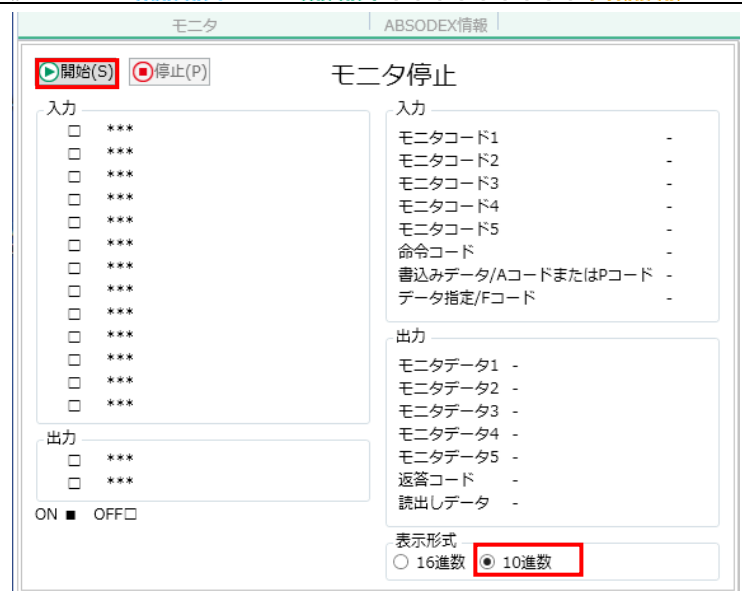 モニタ
ABSODEX情報
開始(S)
停止(P)
モニタ停止
入力
□ ***
□ ***
□ ***
□ ***
□ ***
□ ***
□ ***
□ ***
□ ***
□ ***
□ ***
□ ***
□ ***
出力
□ ***
□ ***
ON ■ OFF□
入力
モニタコード1 -
モニタコード2 -
モニタコード3 -
モニタコード4 -
モニタコード5 -
命令コード -
書込みデータ/AコードまたはPコード -
データ指定/Fコード -
出力
モニタデータ1 -
モニタデータ2 -
モニタデータ3 -
モニタデータ4 -
モニタデータ5 -
返答コード -
読出しデータ -
表示形式
16進数 10進数